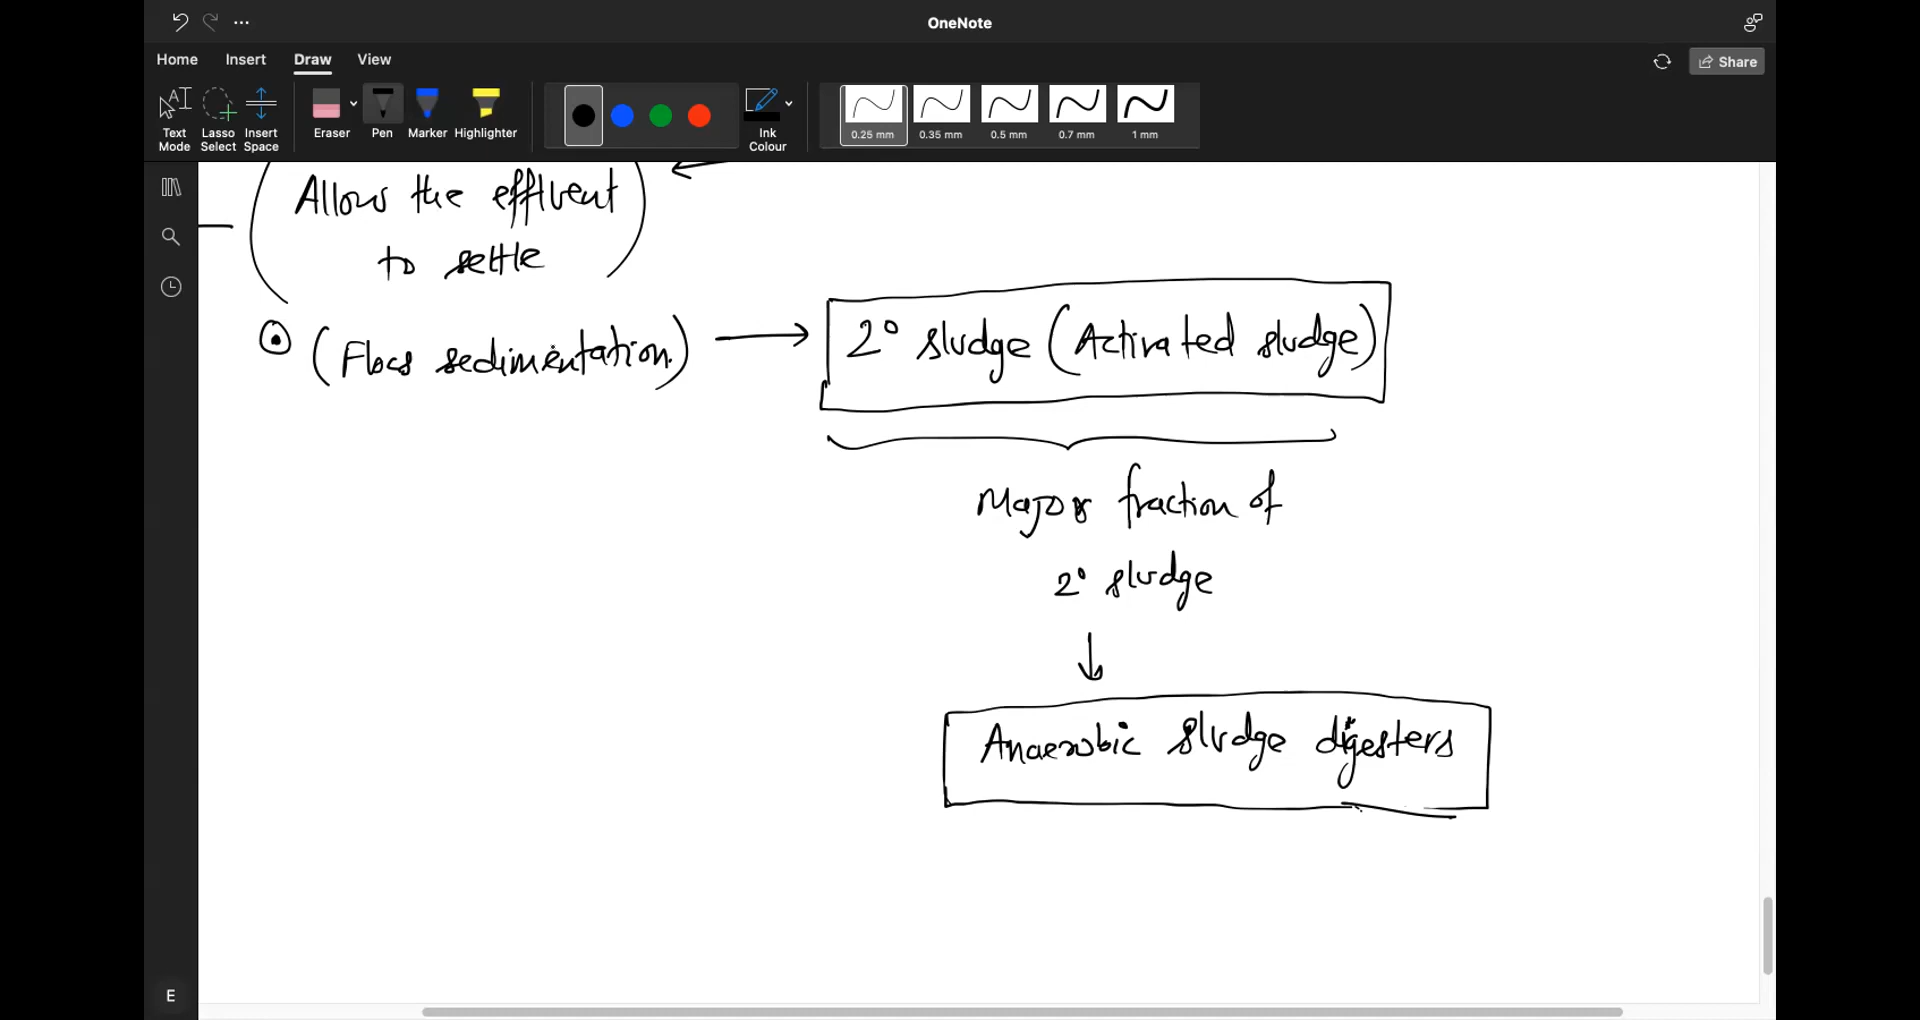 OneNote
Home Insert Draw View
Share
Text Mode
Lasso Select
Insert Space
Eraser
Pen
Marker
Highlighter
Ink Colour
0.25 mm
0.35 mm
0.5 mm
0.7 mm
1 mm
Allow the effluent
to settle
(Flocs sedimentation.)
2° sludge (Activated sludge)
Major fraction of
2° sludge
Anaerobic sludge digesters
E